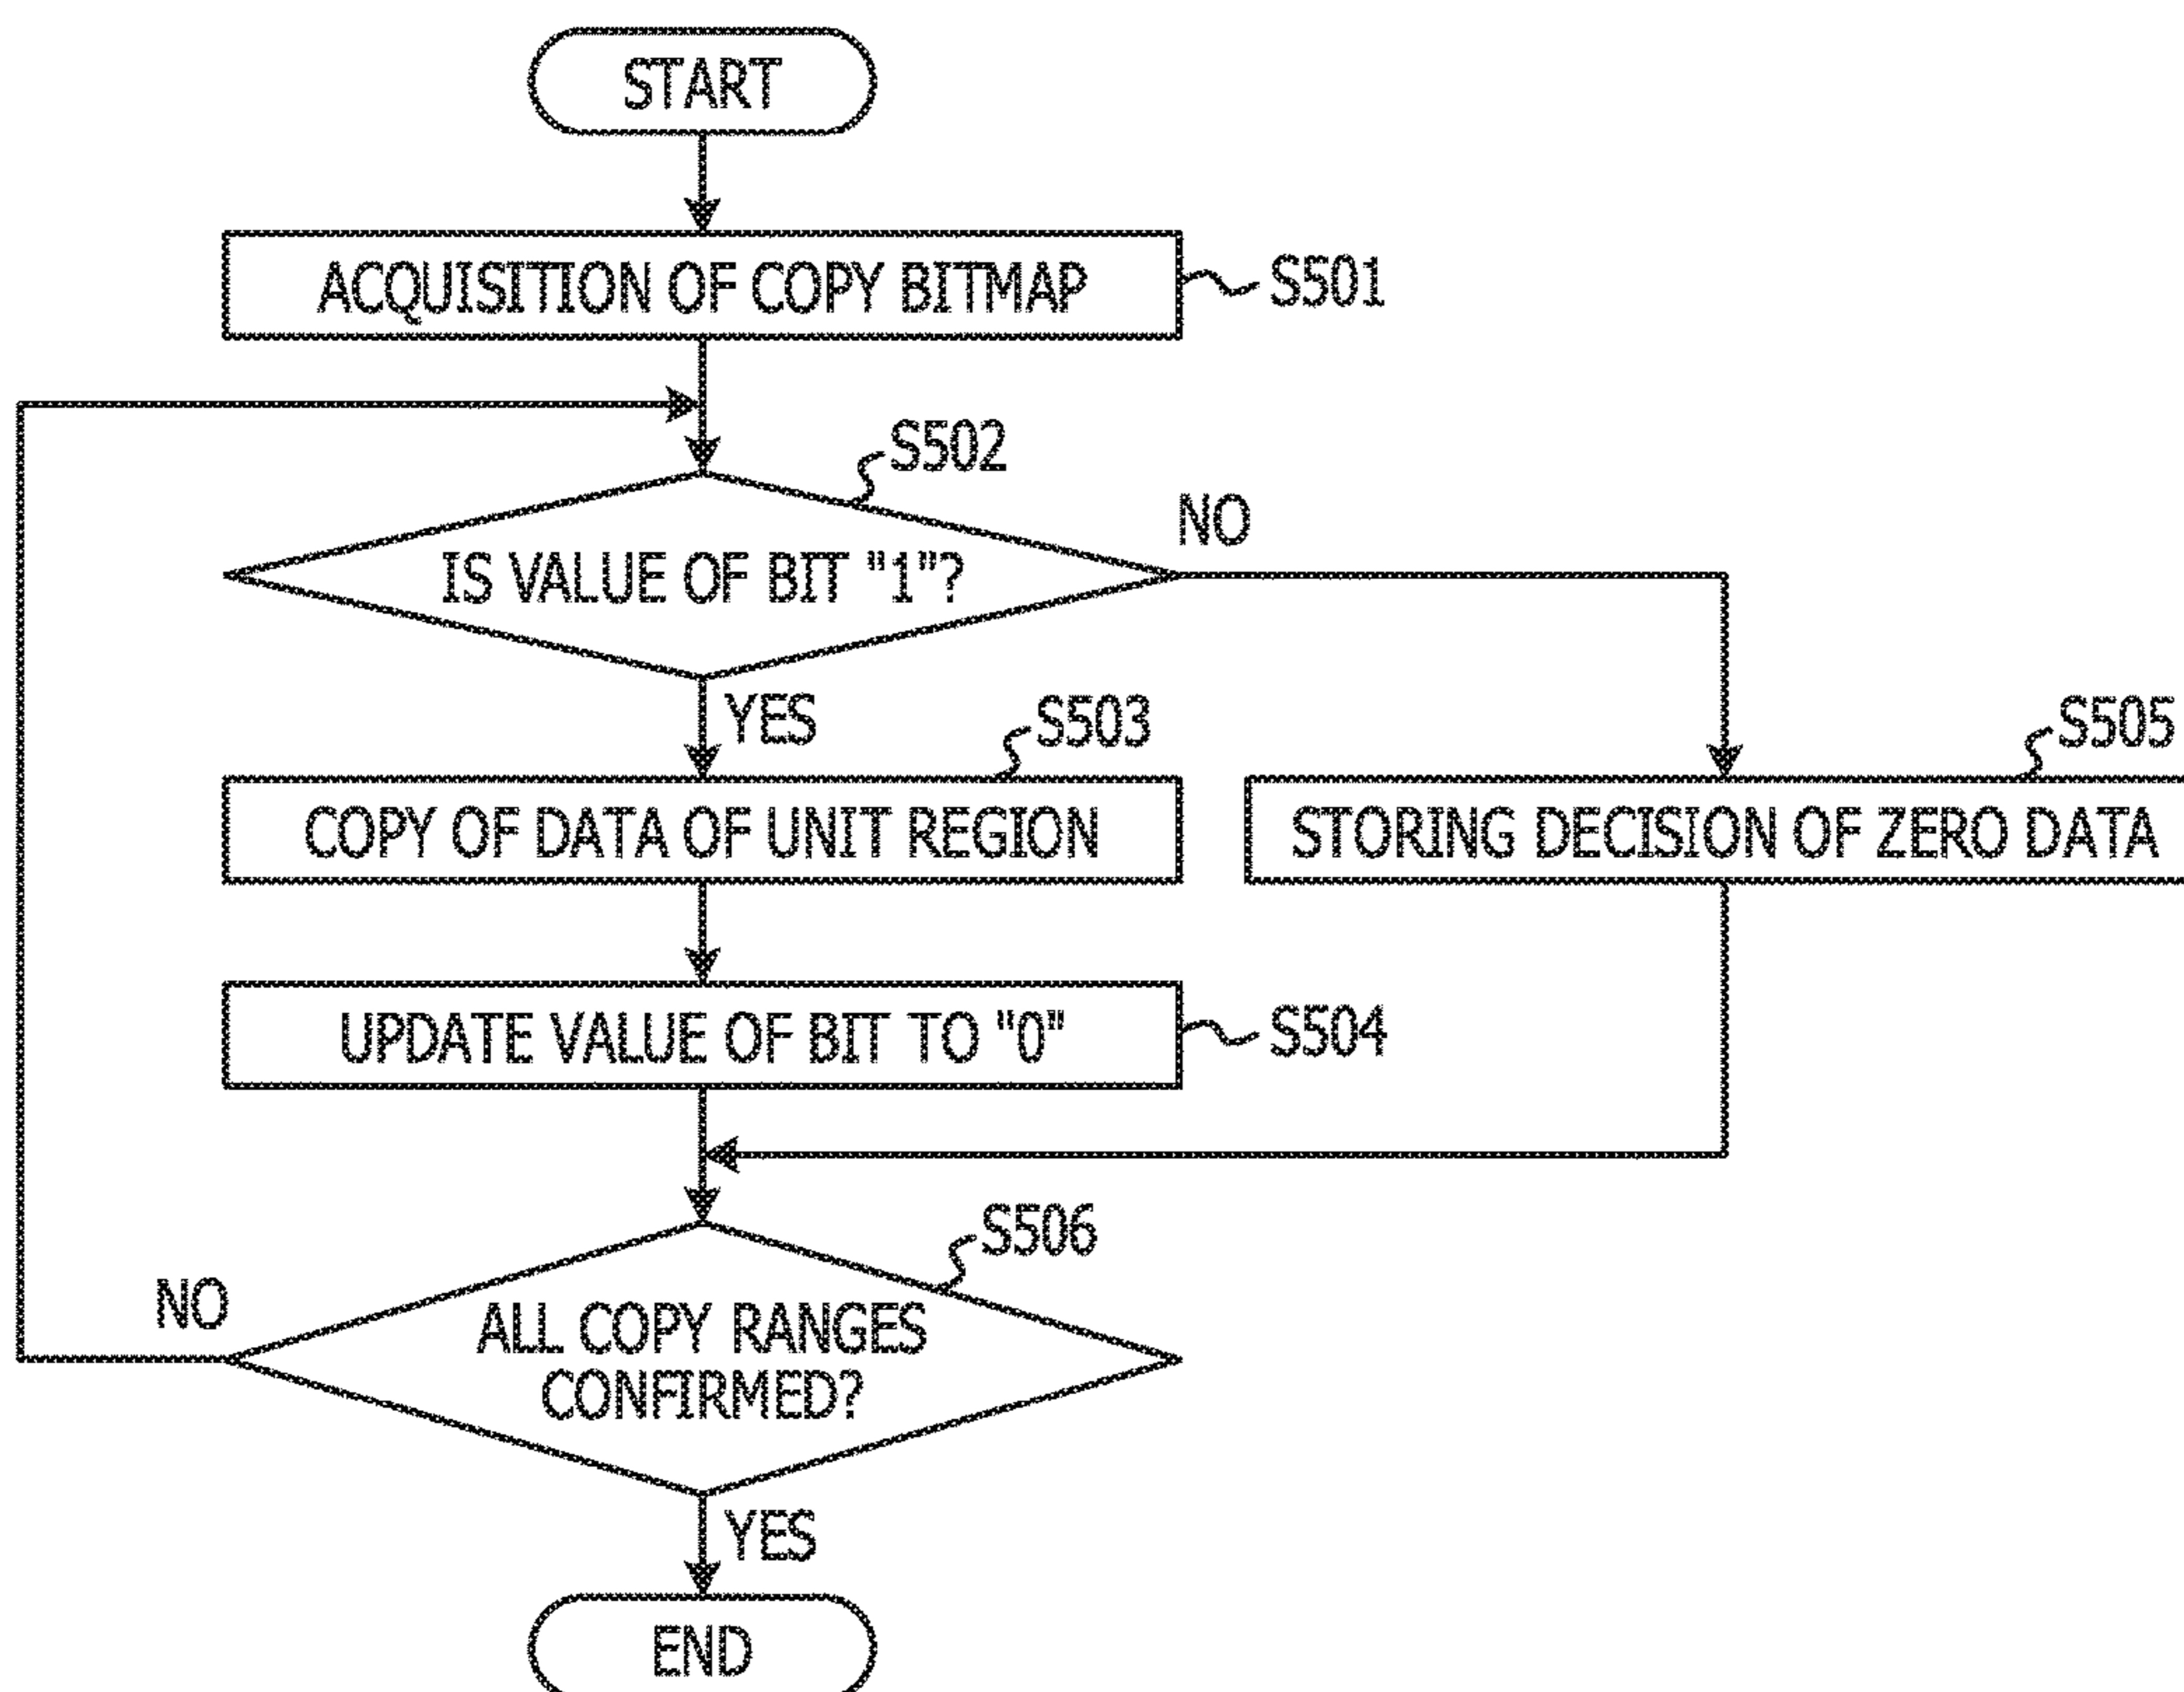 START
ACQUISITION OF COPY BITMAP
S501
S502
IS VALUE OF BIT "1"?
NO
YES
S503
COPY OF DATA OF UNIT REGION
S505
STORING DECISION OF ZERO DATA
UPDATE VALUE OF BIT TO "0"
S504
S506
ALL COPY RANGES
CONFIRMED?
NO
YES
END